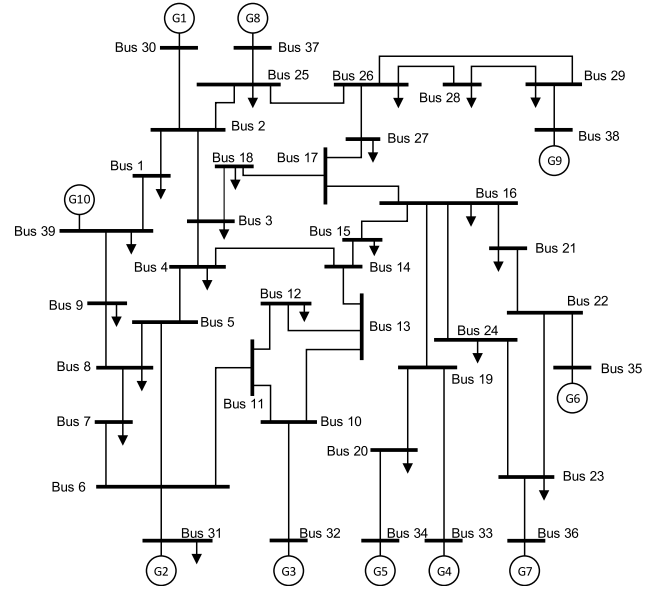 G1
G8
Bus 30
Bus 37
Bus 25
Bus 26
Bus 29
Bus 28
Bus 2
Bus 27
Bus 38
Bus 18
Bus 17
G9
Bus 1
G10
Bus 16
Bus 3
Bus 39
Bus 15
Bus 21
Bus 4
Bus 14
Bus 12
Bus 9
Bus 22
Bus 5
Bus 13
Bus 24
Bus 8
Bus 35
Bus 19
G6
Bus 11
Bus 7
Bus 10
Bus 20
Bus 23
Bus 6
Bus 31
Bus 32
Bus 34
Bus 33
Bus 36
G2
G3
G5
G4
G7